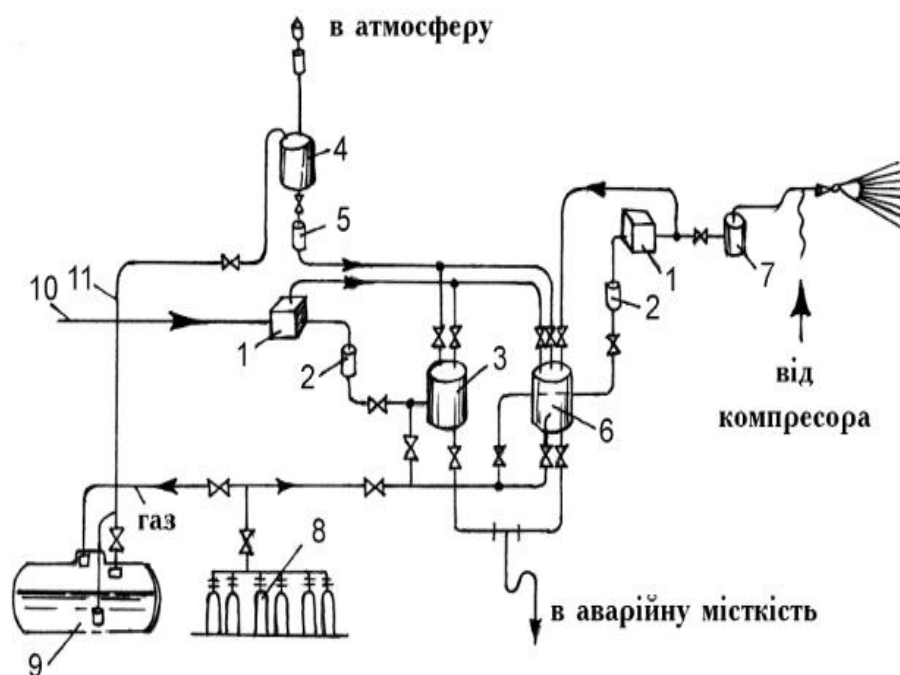 в атмосферу
4
5
11
10
1
2
3
1
2
7
6
від
компресора
газ
8
9
в аварійну місткість